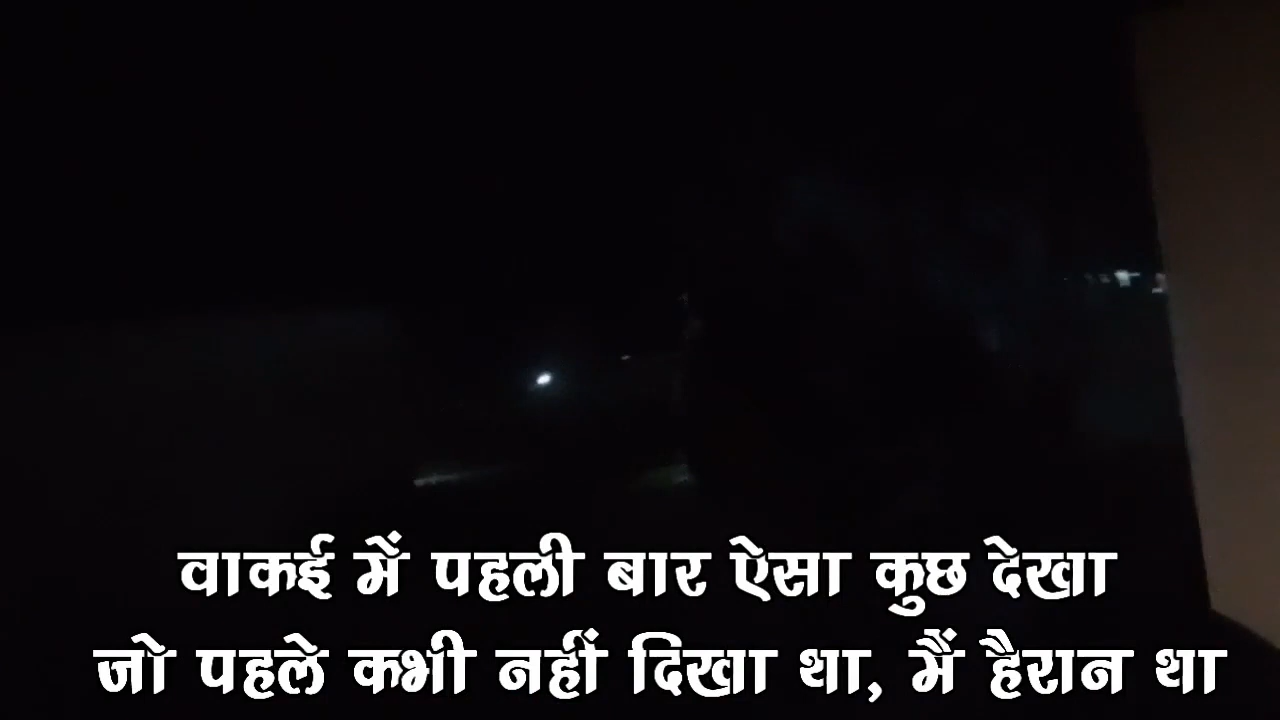 वाकई में पहली बार ऐसा कुछ देखा
जो पहले कभी नहीं दिखा था, मैं हैरान था